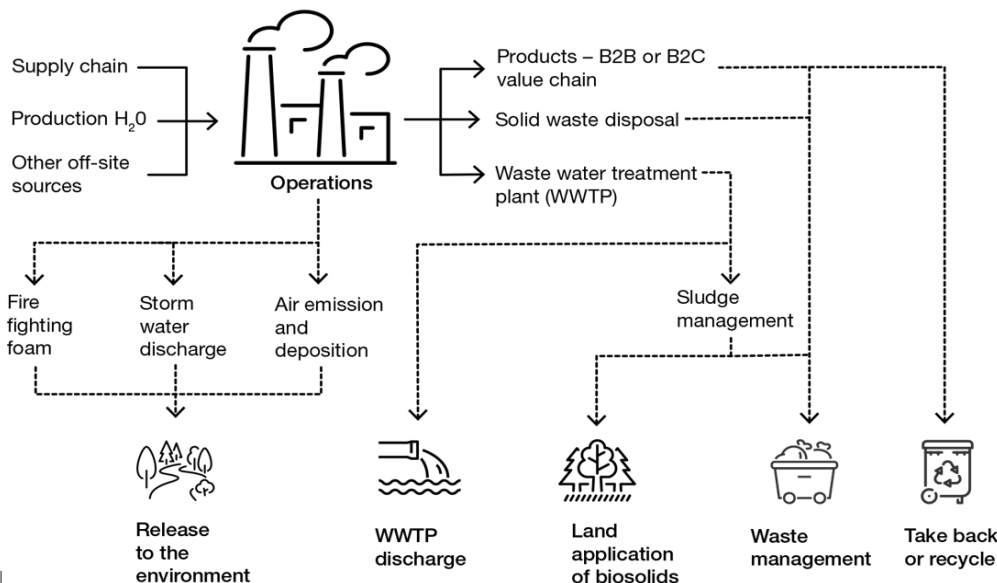 Supply chain
Production H₂0
Other off-site
sources
Operations
Products – B2B or B2C
value chain
Solid waste disposal
Waste water treatment
plant (WWTP)
Fire
fighting
foam
Storm
water
discharge
Air emission
and
deposition
Sludge
management
Release
to the
environment
WWTP
discharge
Land
application
of biosolids
Waste
management
Take back
or recycle